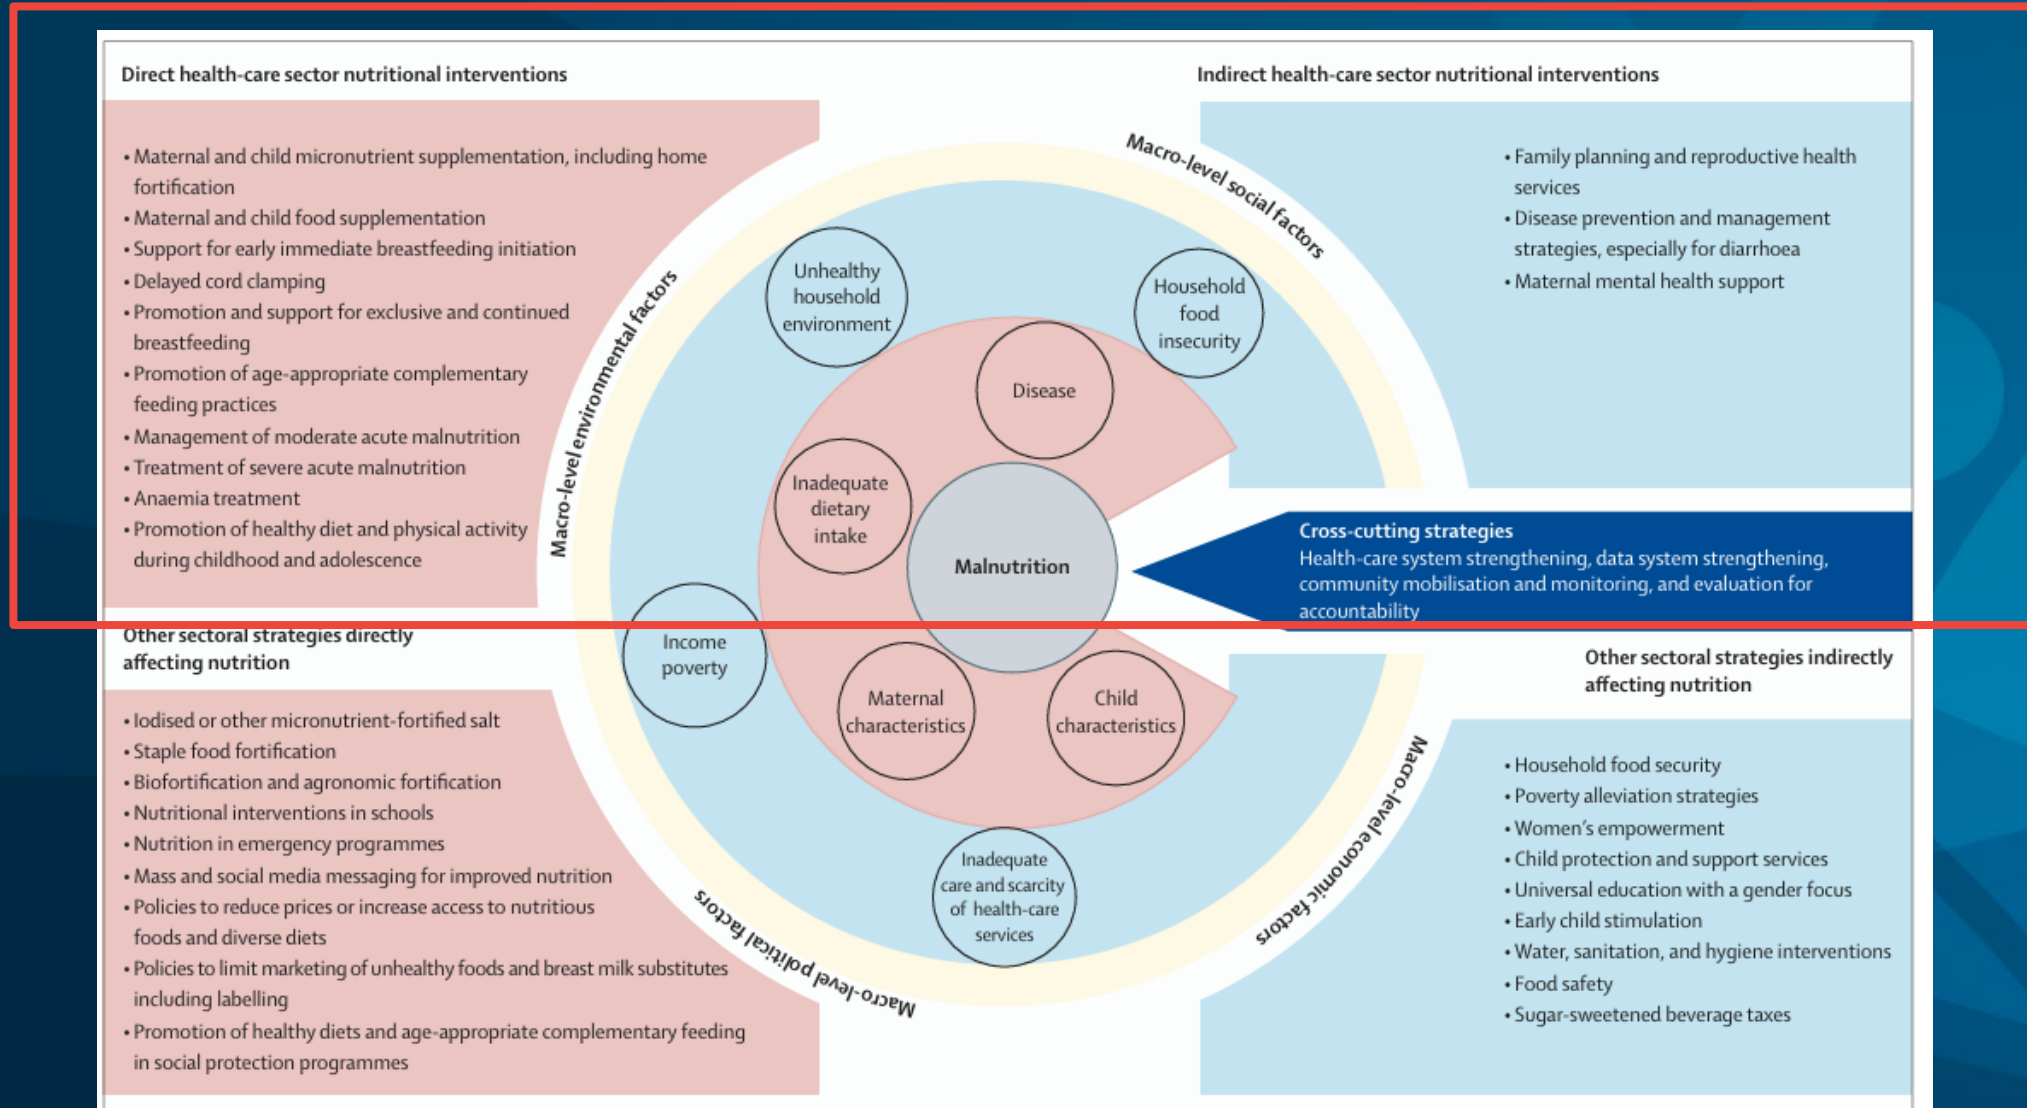 Direct health-care sector nutritional interventions
• Maternal and child micronutrient supplementation, including home
fortification
• Maternal and child food supplementation
• Support for early immediate breastfeeding initiation
• Delayed cord clamping
• Promotion and support for exclusive and continued
breastfeeding
• Promotion of age-appropriate complementary
feeding practices
• Management of moderate acute malnutrition
• Treatment of severe acute malnutrition
• Anaemia treatment
• Promotion of healthy diet and physical activity
during childhood and adolescence
Indirect health-care sector nutritional interventions
• Family planning and reproductive health
services
• Disease prevention and management
strategies, especially for diarrhoea
• Maternal mental health support
Macro-level environmental factors
Macro-level social factors
Unhealthy
household
environment
Household
food
insecurity
Disease
Inadequate
dietary
intake
Malnutrition
Cross-cutting strategies
Health-care system strengthening, data system strengthening,
community mobilisation and monitoring, and evaluation for
accountability
Income
poverty
Maternal
characteristics
Child
characteristics
Inadequate
care and scarcity
of health-care
services
Macro-level political factors
Macro-level economic factors
Other sectoral strategies directly
affecting nutrition
• Iodised or other micronutrient-fortified salt
• Staple food fortification
• Biofortification and agronomic fortification
• Nutritional interventions in schools
• Nutrition in emergency programmes
• Mass and social media messaging for improved nutrition
• Policies to reduce prices or increase access to nutritious
foods and diverse diets
• Policies to limit marketing of unhealthy foods and breast milk substitutes
including labelling
• Promotion of healthy diets and age-appropriate complementary feeding
in social protection programmes
Other sectoral strategies indirectly
affecting nutrition
• Household food security
• Poverty alleviation strategies
• Women's empowerment
• Child protection and support services
• Universal education with a gender focus
• Early child stimulation
• Water, sanitation, and hygiene interventions
• Food safety
• Sugar-sweetened beverage taxes